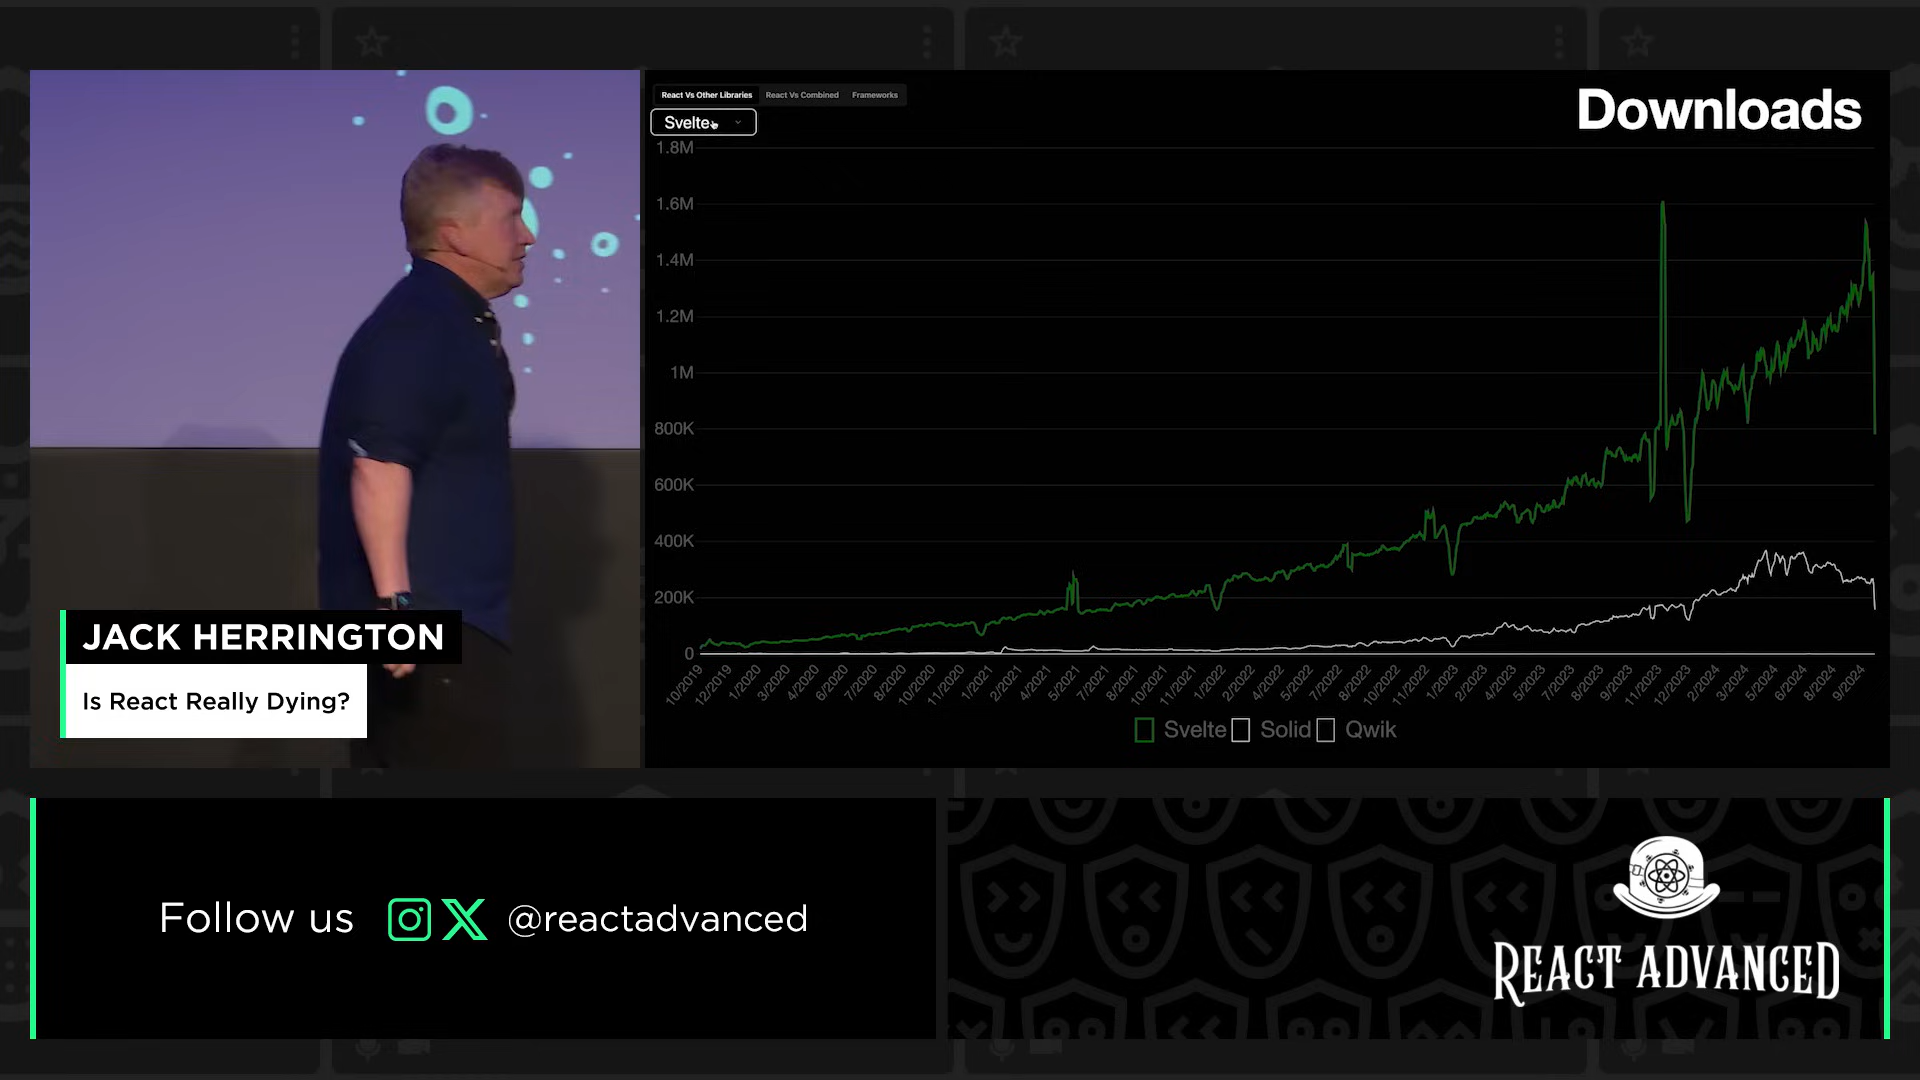 React Vs Other Libraries React Vs Combined Frameworks
Downloads
Svelte
1.8M
1.6M
1.4M
1.2M
1M
800K
600K
400K
200K
0
10/2019 12/2019 1/2020 3/2020 4/2020 6/2020 7/2020 8/2020 10/2020 11/2020 1/2021 2/2021 4/2021 5/2021 7/2021 8/2021 10/2021 11/2021 1/2022 2/2022 4/2022 5/2022 7/2022 8/2022 10/2022 11/2022 1/2023 2/2023 4/2023 5/2023 7/2023 8/2023 9/2023 11/2023 12/2023 2/2024 3/2024 5/2024 6/2024 8/2024 9/2024
Svelte Solid Qwik
JACK HERRINGTON
Is React Really Dying?
Follow us @reactadvanced
REACT ADVANCED